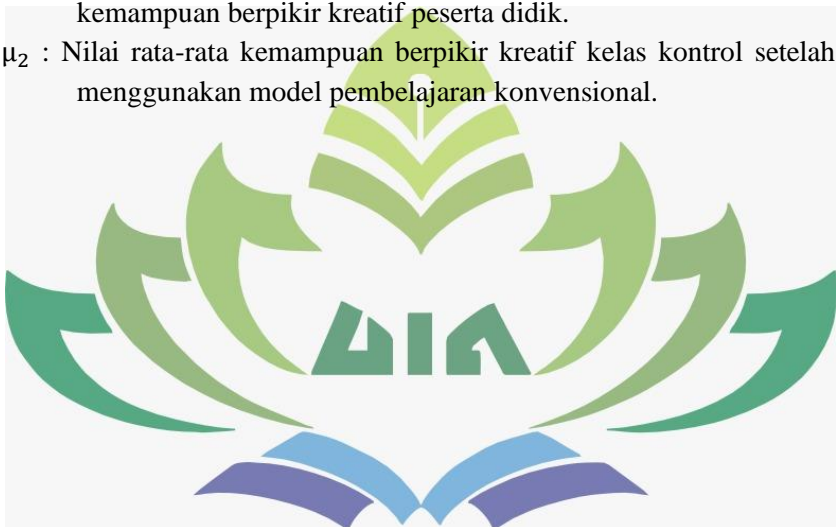 kemampuan berpikir kreatif peserta didik.
μ₂ : Nilai rata-rata kemampuan berpikir kreatif kelas kontrol setelah
menggunakan model pembelajaran konvensional.
UIN